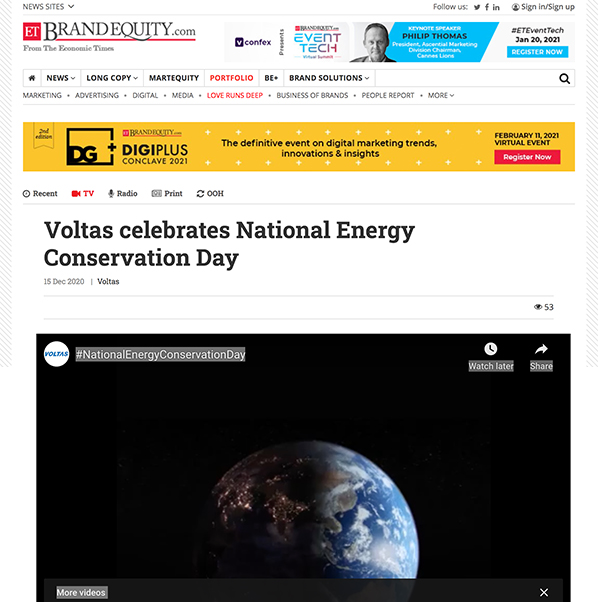 NEWS SITES
Follow us:
Sign in/Sign up
ET BRANDEQUITY.com
From The Economic Times
vconfex
Presents
BRANDEQUITY.com
EVENT TECH
Virtual Summit
KEYNOTE SPEAKER
PHILIP THOMAS
President, Ascential Marketing
Division Chairman,
Cannes Lions
#ETEventTech
Jan 20, 2021
REGISTER NOW
NEWS LONG COPY MARTEQUITY PORTFOLIO BE+ BRAND SOLUTIONS
MARKETING • ADVERTISING • DIGITAL • MEDIA • LOVE RUNS DEEP • BUSINESS OF BRANDS • PEOPLE REPORT • MORE
2nd edition
DG+
ET BRANDEQUITY.com
DIGIPLUS
CONCLAVE 2021
The definitive event on digital marketing trends,
innovations & insights
FEBRUARY 11, 2021
VIRTUAL EVENT
Register Now
Recent TV Radio Print OOH
Voltas celebrates National Energy
Conservation Day
15 Dec 2020 | Voltas
53
VOLTAS #NationalEnergyConservationDay
Watch later Share
More videos